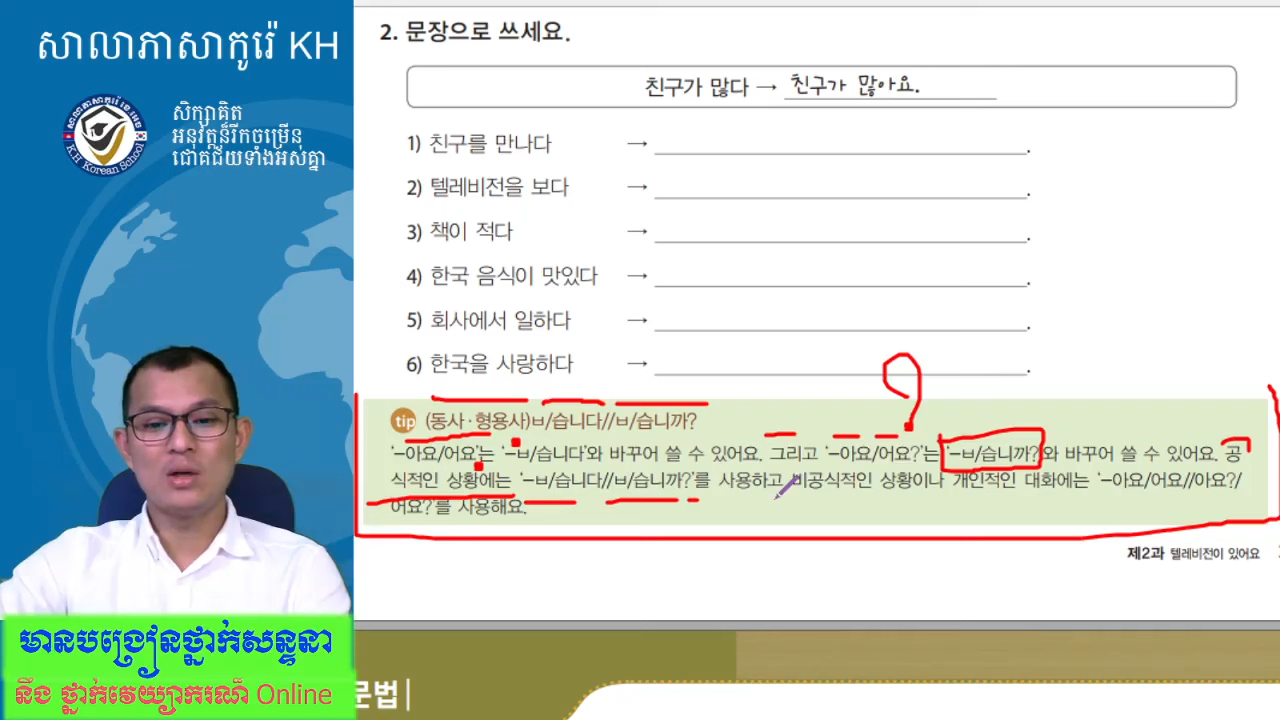 សាលាភាសាកូរ៉េ KH
សិក្សាគិត
អនុវត្តន៏រីកចម្រើន
ជោគជ័យទាំងអស់គ្នា
K.H Korean School
មានបង្រៀនថ្នាក់សន្ទនា
នឹង ថ្នាក់វេយ្យាករណ៏ Online
2. 문장으로 쓰세요.
친구가 많다 → 친구가 많아요.
1) 친구를 만나다 → .
2) 텔레비전을 보다 → .
3) 책이 적다 → .
4) 한국 음식이 맛있다 → .
5) 회사에서 일하다 → .
6) 한국을 사랑하다 → .
tip (동사·형용사)ㅂ/습니다//ㅂ/습니까?
‘-아요/어요’는 ‘-ㅂ/습니다’와 바꾸어 쓸 수 있어요. 그리고 ‘-아요/어요?’는 ‘-ㅂ/습니까?’와 바꾸어 쓸 수 있어요. 공
식적인 상황에는 ‘-ㅂ/습니다//ㅂ/습니까?’를 사용하고 비공식적인 상황이나 개인적인 대화에는 ‘-아요/어요//아요?/
어요?’를 사용해요.
제2과 텔레비전이 있어요
문법